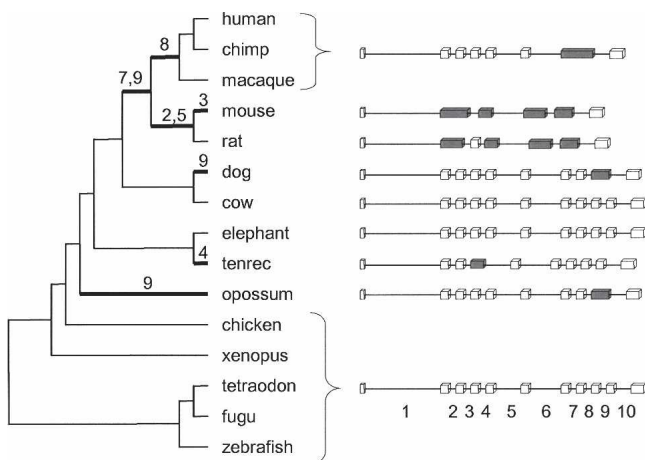 human
8
chimp
7,9
macaque
3
mouse
2,5
rat
9
dog
cow
elephant
4
tenrec
9
opossum
chicken
xenopus
tetraodon
1 2 3 4 5 6 7 8 9 10
fugu
zebrafish